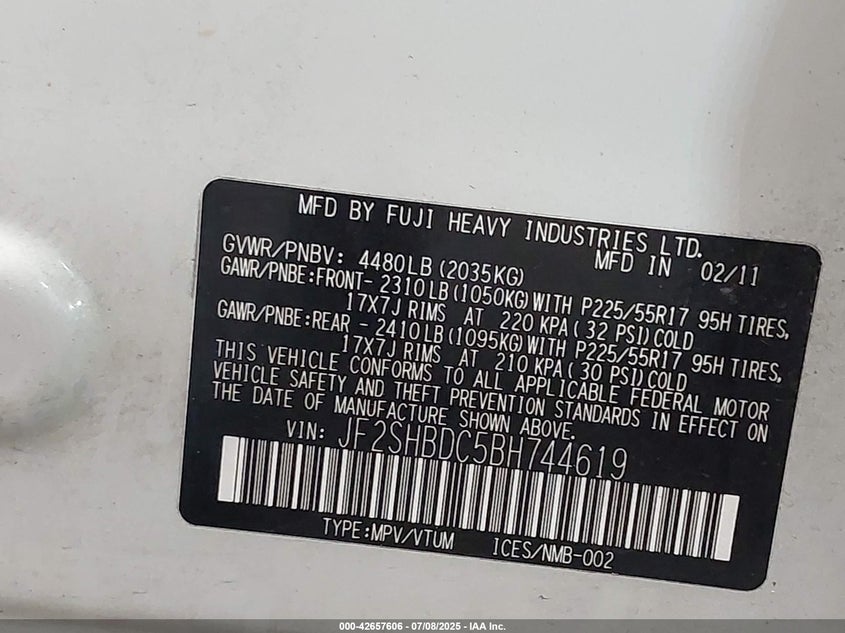 MFD BY FUJI HEAVY INDUSTRIES LTD.
MFD IN 02/11
GVWR/PNBV: 4480LB(2035KG)
GAWR/PNBE:FRONT- 2310LB(1050KG)WITH P225/55R17 95H TIRES,
17X7J RIMS AT 220 KPA( 32 PSI)COLD
GAWR/PNBE:REAR - 2410LB(1095KG)WITH P225/55R17 95H TIRES,
17X7J RIMS AT 210 KPA( 30 PSI)COLD
THIS VEHICLE CONFORMS TO ALL APPLICABLE FEDERAL MOTOR
VEHICLE SAFETY AND THEFT PREVENTION STANDARDS IN EFFECT ON
THE DATE OF MANUFACTURE SHOWN ABOVE.
VIN: JF2SHBDC5BH744619
TYPE:MPV/VTUM ICES/NMB-002
000-42657606 - 07/08/2025 - IAA Inc.